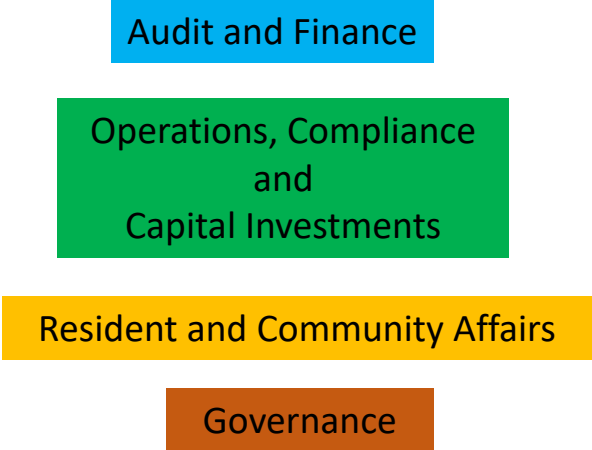 Audit and Finance
Operations, Compliance
and
Capital Investments
Resident and Community Affairs
Governance